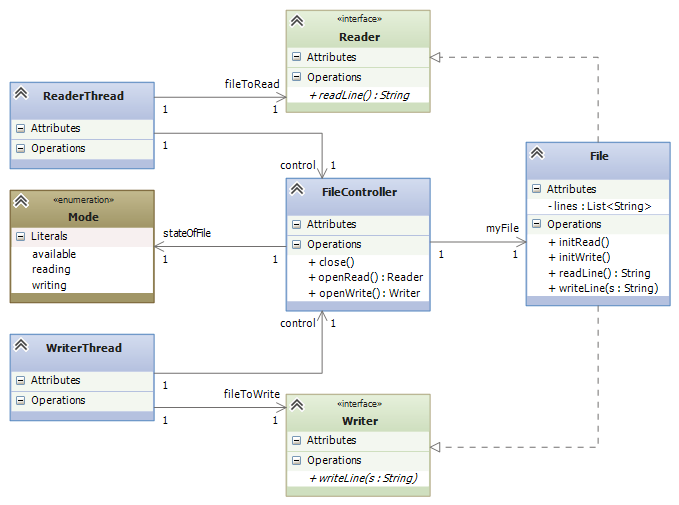 «interface»
Reader
Attributes
Operations
+ readLine() : String
ReaderThread
Attributes
Operations
fileToRead
1
1
1
control
1
«enumeration»
Mode
Literals
available
reading
writing
stateOfFile
1
1
FileController
Attributes
Operations
+ close()
+ openRead() : Reader
+ openWrite() : Writer
myFile
1
1
File
Attributes
- lines : List<String>
Operations
+ initRead()
+ initWrite()
+ readLine() : String
+ writeLine(s : String)
WriterThread
Attributes
Operations
control
1
1
fileToWrite
1
1
«interface»
Writer
Attributes
Operations
+ writeLine(s : String)